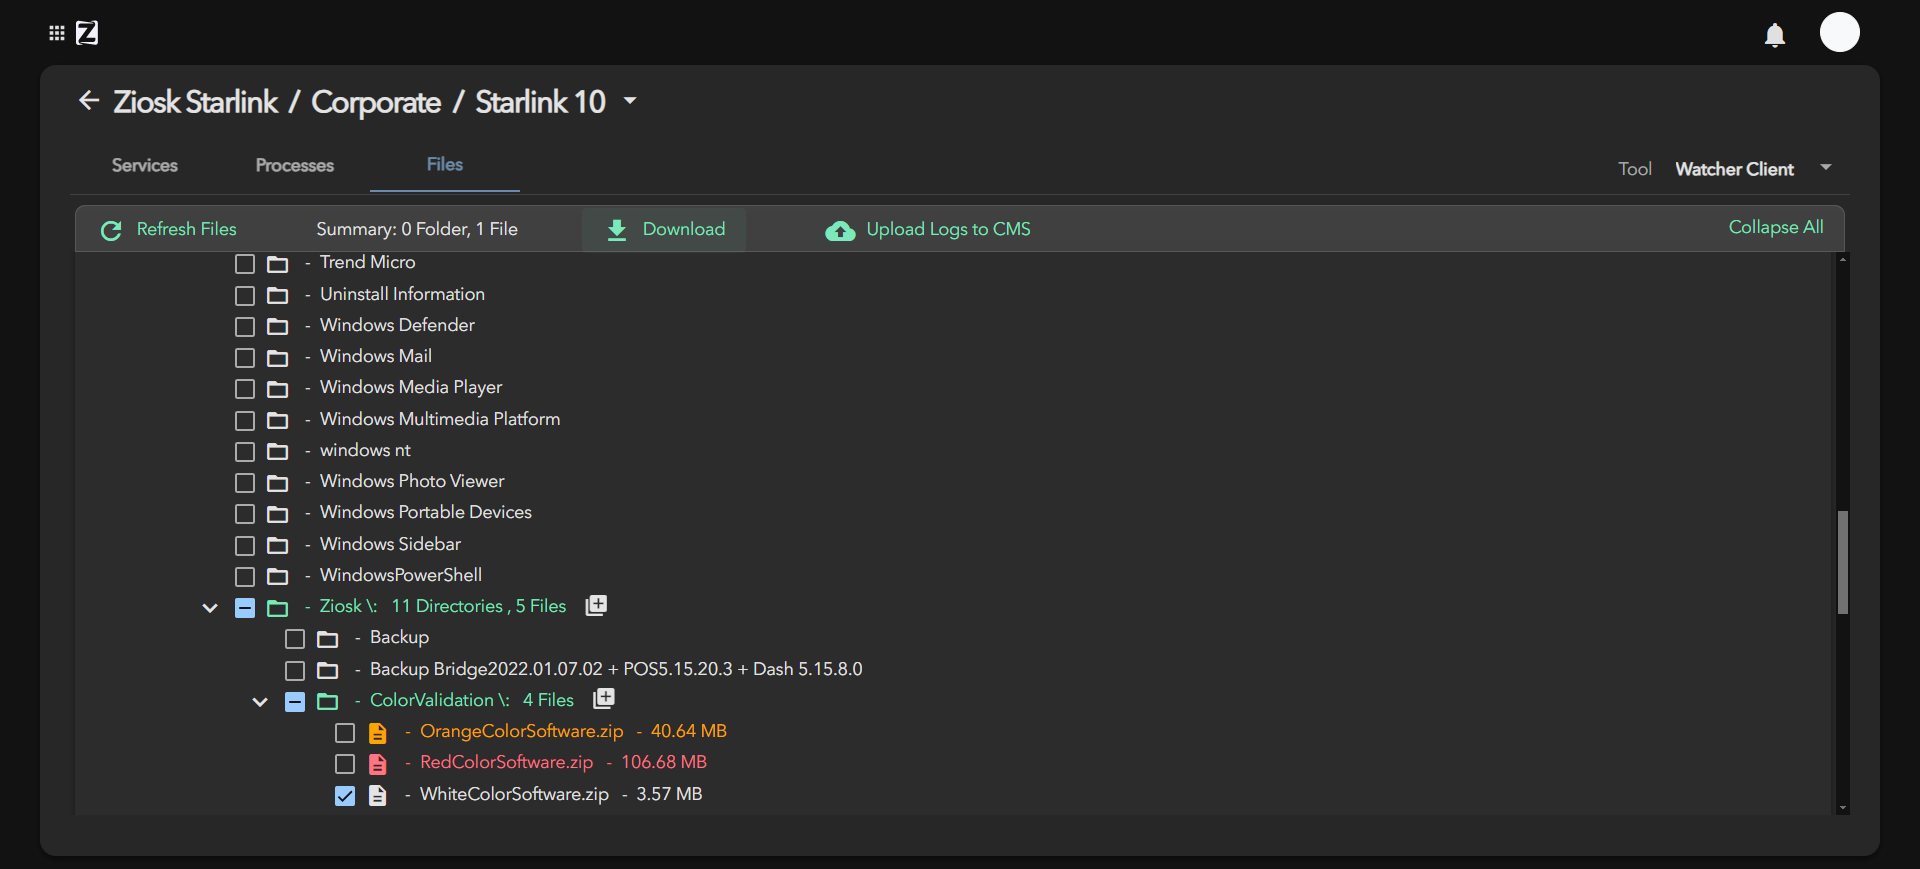 Z
Ziosk Starlink / Corporate / Starlink 10
Services Processes Files Tool Watcher Client
Refresh Files Summary: 0 Folder, 1 File Download Upload Logs to CMS Collapse All
- Trend Micro
- Uninstall Information
- Windows Defender
- Windows Mail
- Windows Media Player
- Windows Multimedia Platform
- windows nt
- Windows Photo Viewer
- Windows Portable Devices
- Windows Sidebar
- WindowsPowerShell
- Ziosk \: 11 Directories , 5 Files
- Backup
- Backup Bridge2022.01.07.02 + POS5.15.20.3 + Dash 5.15.8.0
- ColorValidation \: 4 Files
- OrangeColorSoftware.zip - 40.64 MB
- RedColorSoftware.zip - 106.68 MB
- WhiteColorSoftware.zip - 3.57 MB